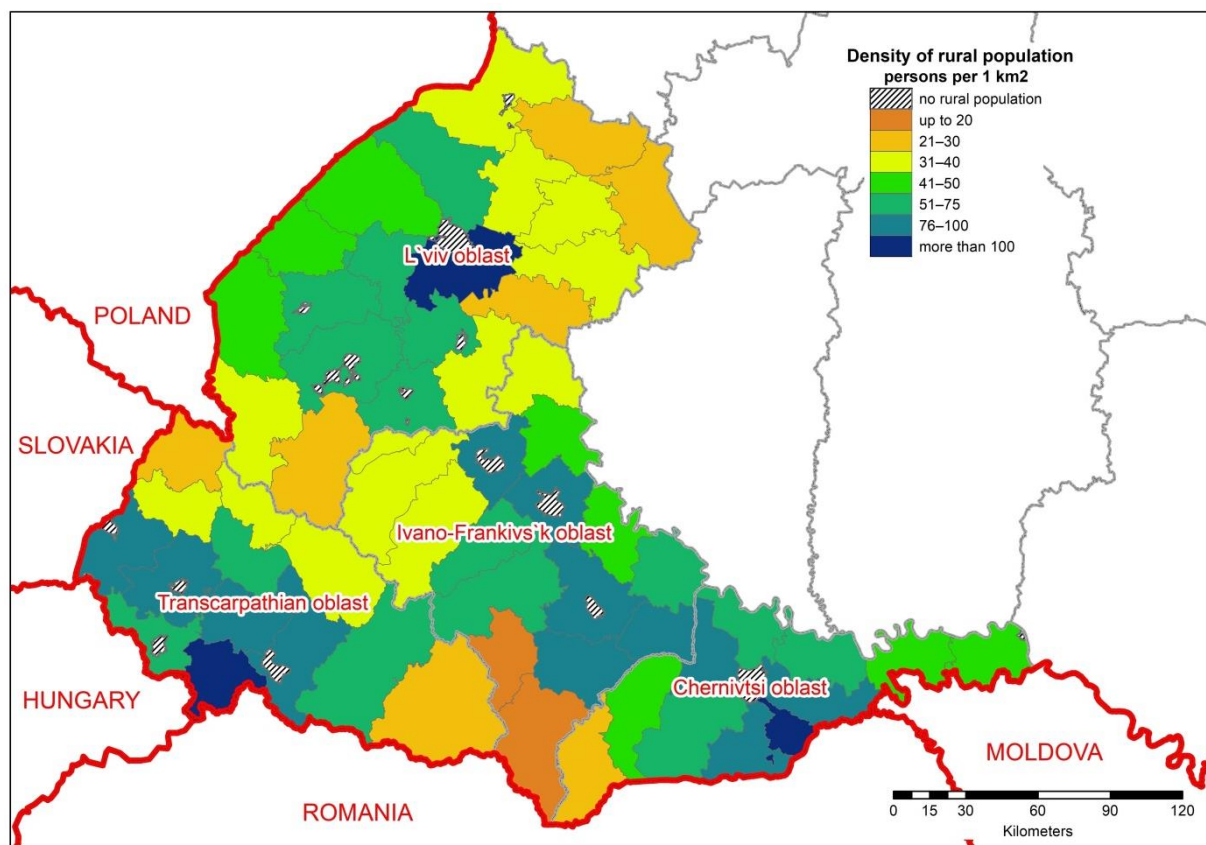 Density of rural population
persons per 1 km2
no rural population
up to 20
21–30
31–40
41–50
51–75
76–100
more than 100
L`viv oblast
POLAND
SLOVAKIA
Ivano-Frankivs`k oblast
Transcarpathian oblast
HUNGARY
Chernivtsi oblast
MOLDOVA
ROMANIA
0 15 30 60 90 120
Kilometers